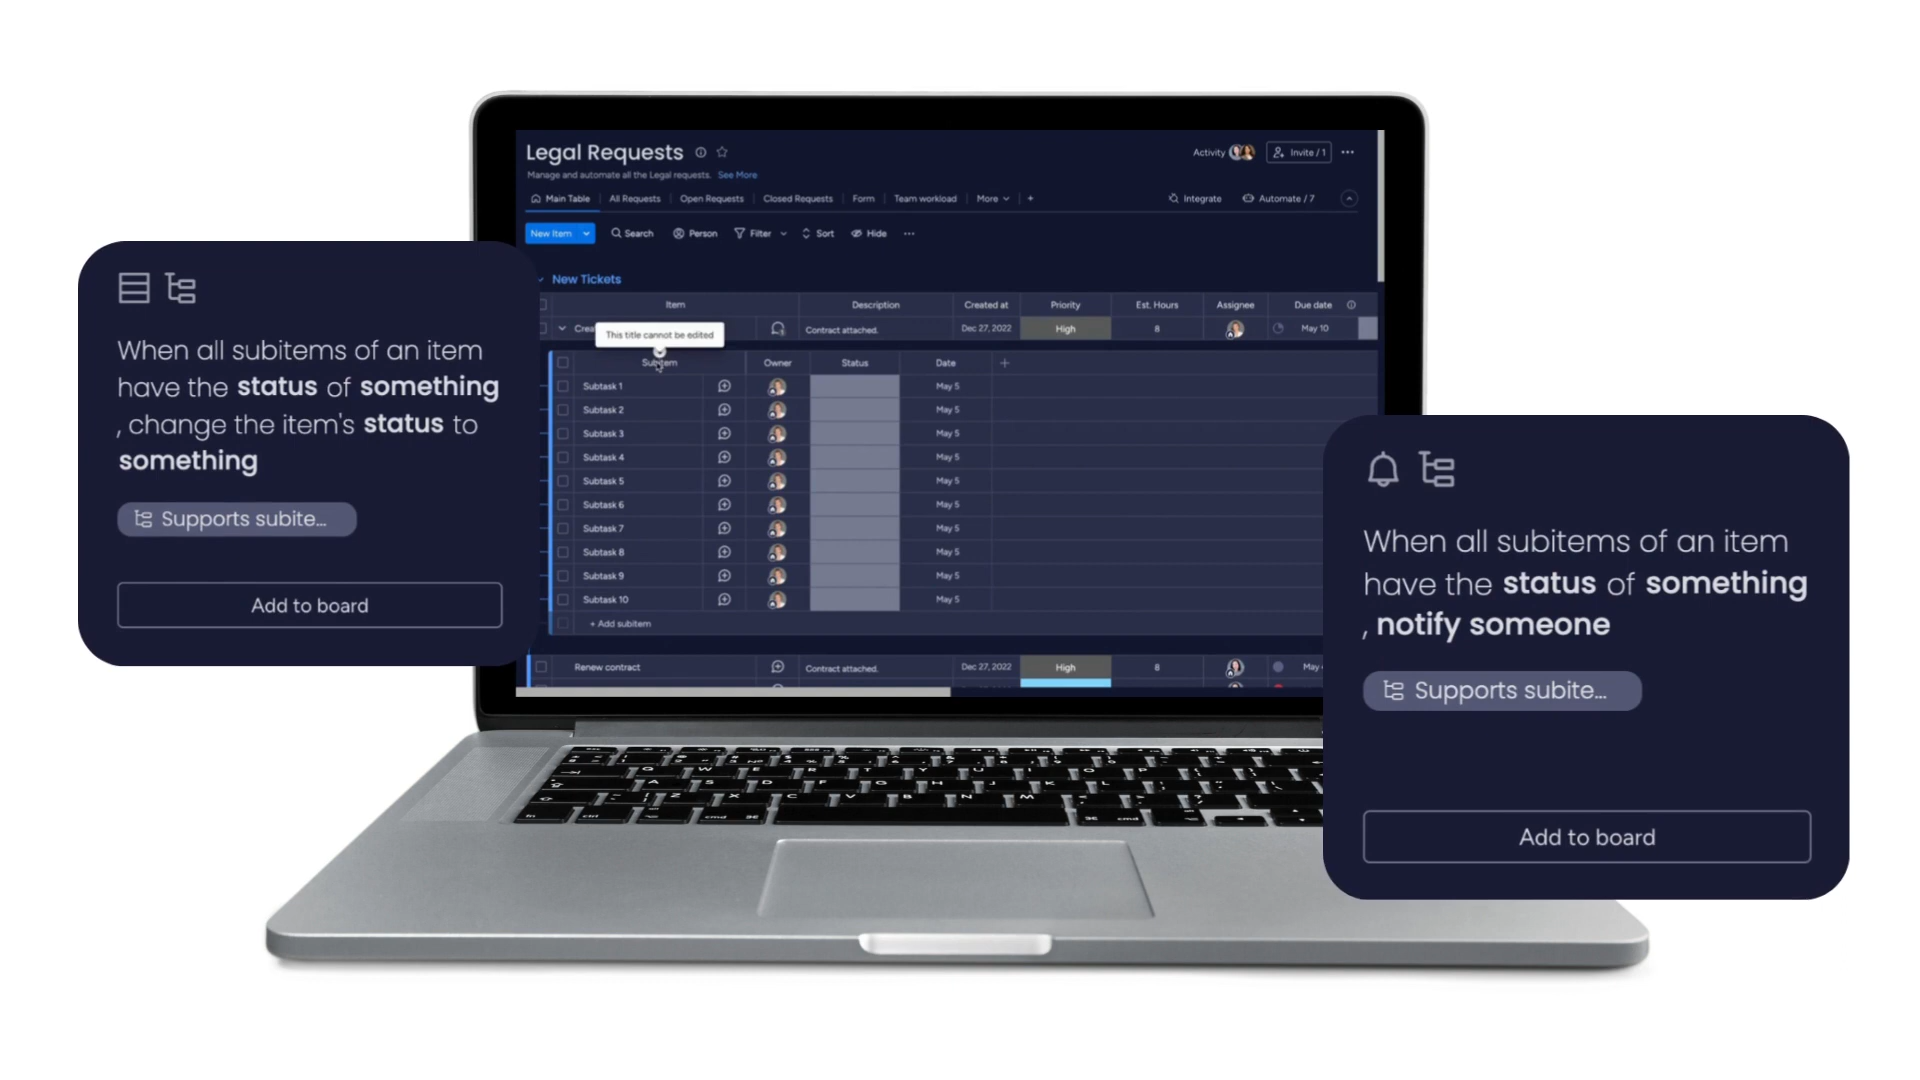 Legal Requests
Activity
Invite / 1
Manage and automate all the Legal requests. See More
Main Table
All Requests
Open Requests
Closed Requests
Form
Team workload
More
+
Integrate
Automate / 7
New Item
Search
Person
Filter
Sort
Hide
New Tickets
Item
Description
Created at
Priority
Est. Hours
Assignee
Due date
Crea
This title cannot be edited
Contract attached.
Dec 27, 2022
High
8
May 10
Subitem
Owner
Status
Date
+
Subtask 1
May 5
Subtask 2
May 5
Subtask 3
May 5
Subtask 4
May 5
Subtask 5
May 5
Subtask 6
May 5
Subtask 7
May 5
Subtask 8
May 5
Subtask 9
May 5
Subtask 10
May 5
+ Add subitem
Renew contract
Contract attached.
Dec 27, 2022
High
8
May
When all subitems of an item
have the status of something
, change the item's status to
something
Supports subite...
Add to board
When all subitems of an item
have the status of something
, notify someone
Supports subite...
Add to board